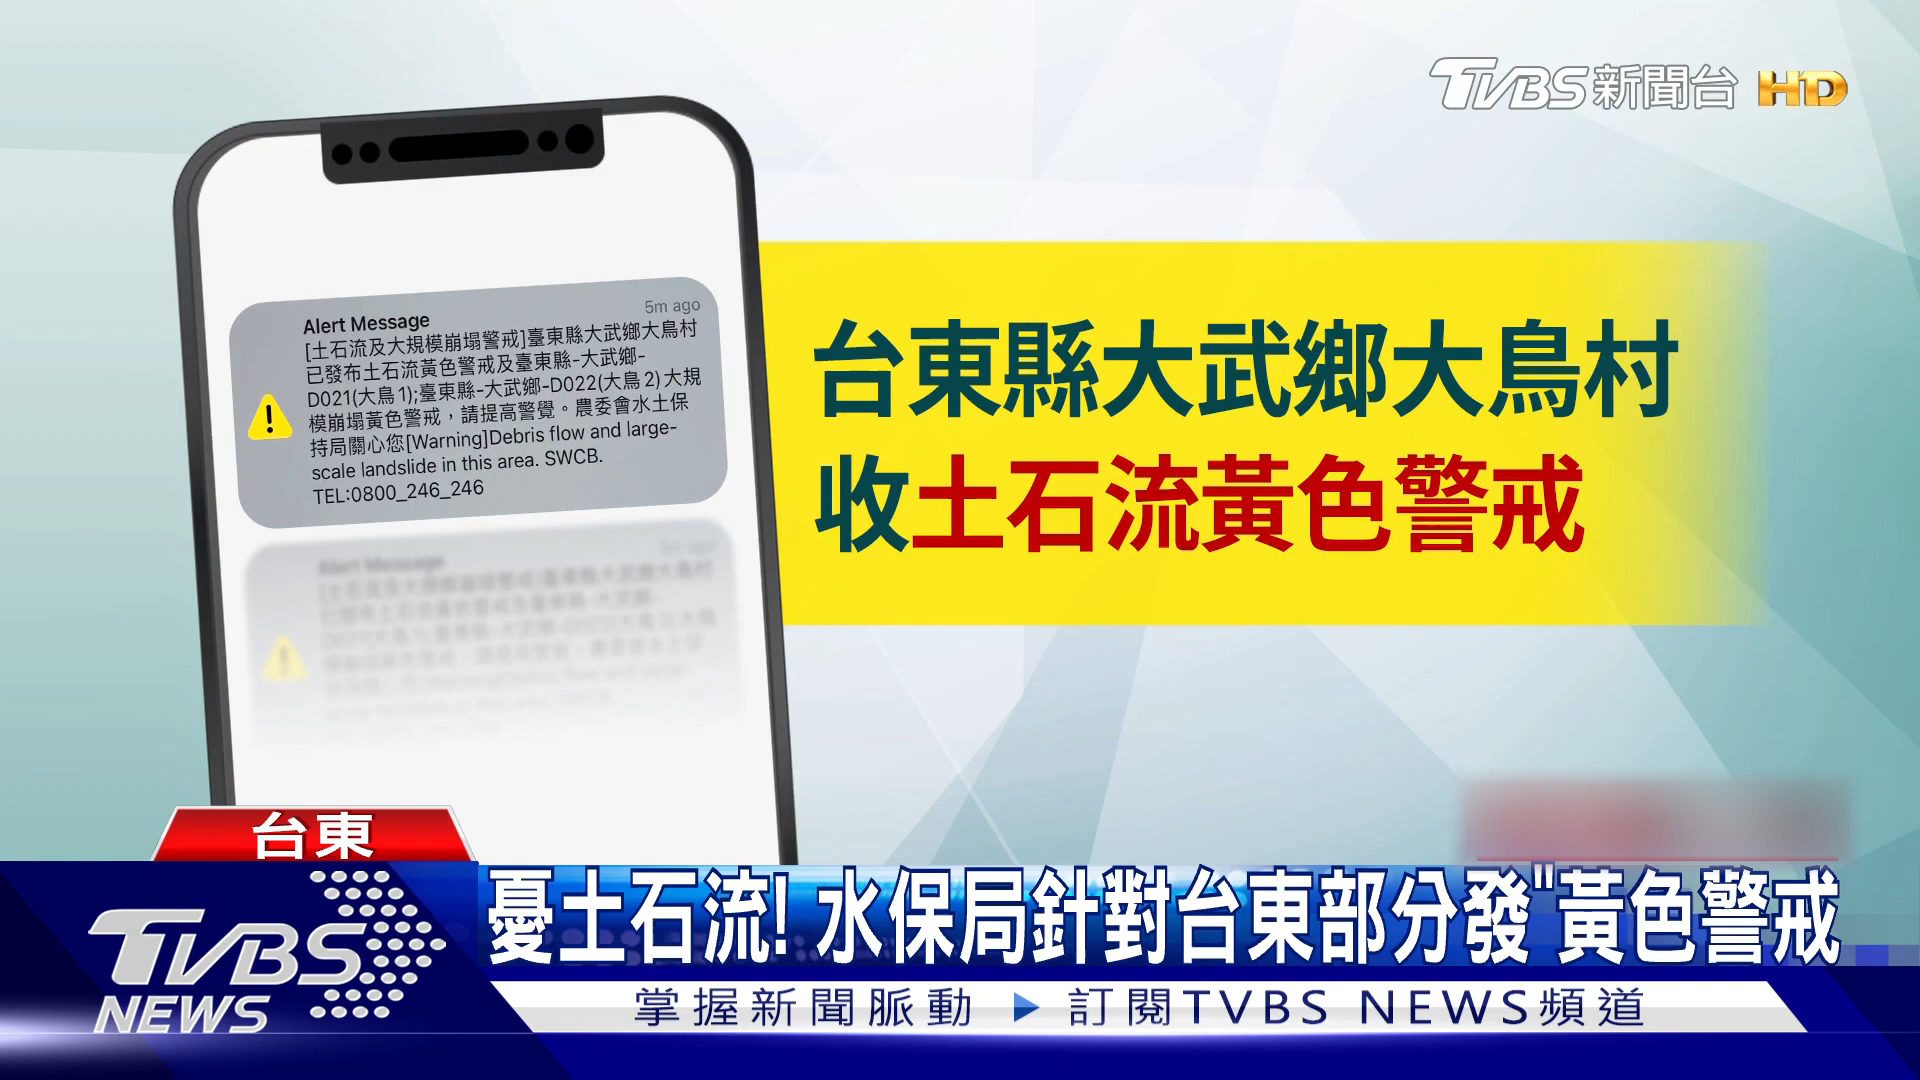 TVBS新聞台 HD
Alert Message
5m ago
[土石流及大規模崩塌警戒]臺東縣大武鄉大鳥村
已發布土石流黃色警戒及臺東縣-大武鄉-
D021(大鳥1);臺東縣-大武鄉-D022(大鳥2)大規
模崩塌黃色警戒，請提高警覺。農委會水土保
持局關心您[Warning]Debris flow and large-
scale landslide in this area. SWCB.
TEL:0800_246_246
台東縣大武鄉大鳥村
收土石流黃色警戒
台東
憂土石流! 水保局針對台東部分發"黃色警戒
TVBS
NEWS
掌握新聞脈動 ▶ 訂閱TVBS NEWS頻道